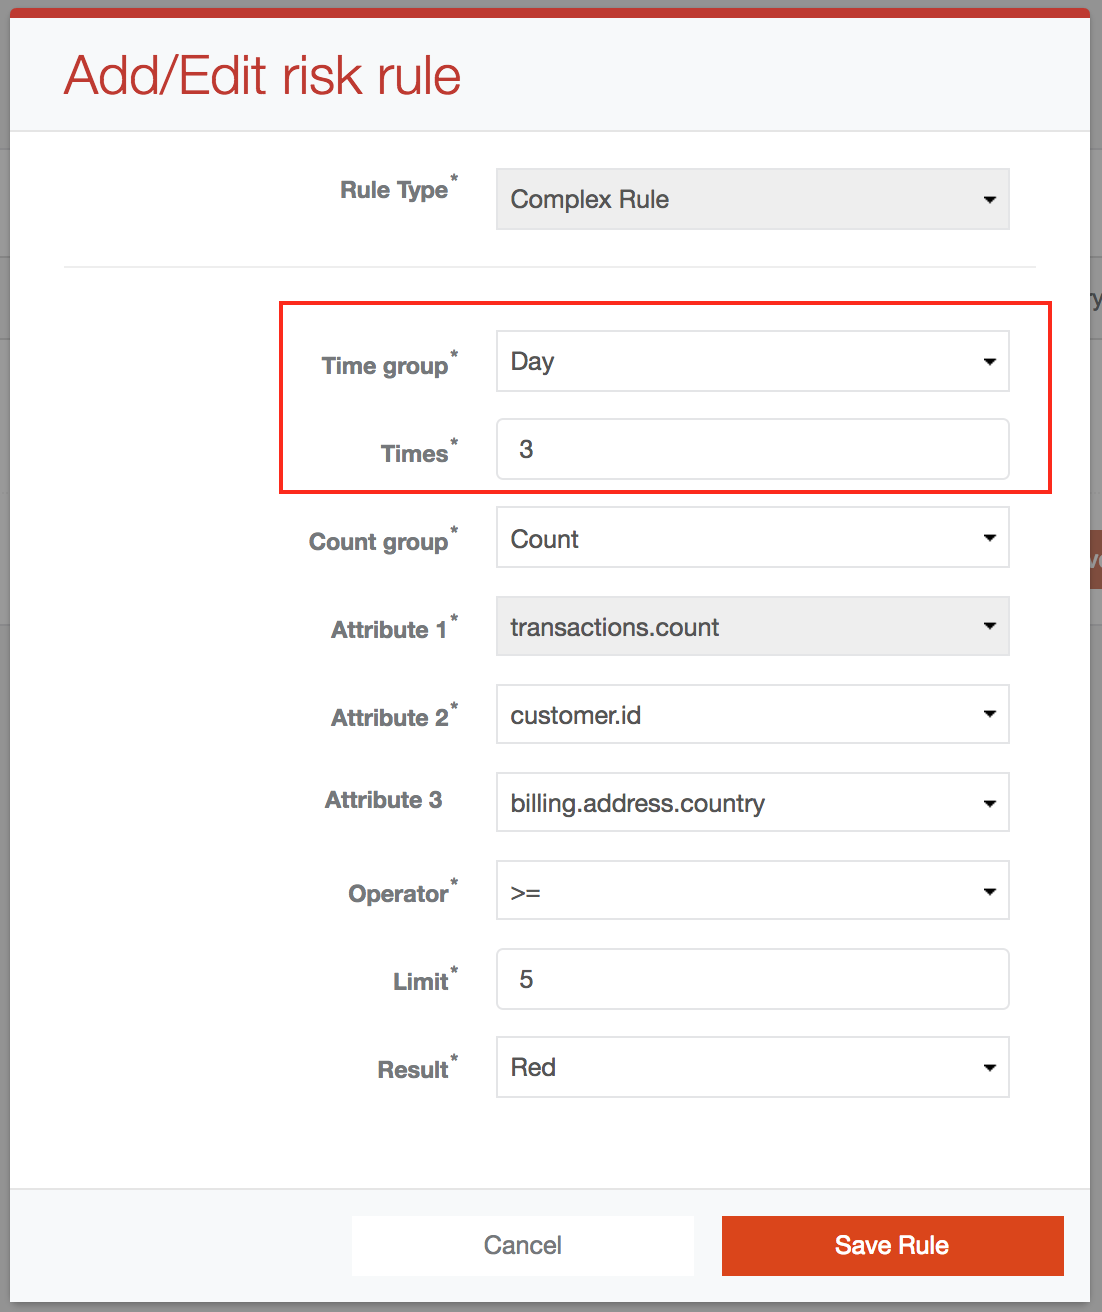 Add/Edit risk rule
Rule Type* Complex Rule
Time group* Day
Times* 3
Count group* Count
Attribute 1* transactions.count
Attribute 2* customer.id
Attribute 3 billing.address.country
Operator* >=
Limit* 5
Result* Red
Cancel Save Rule